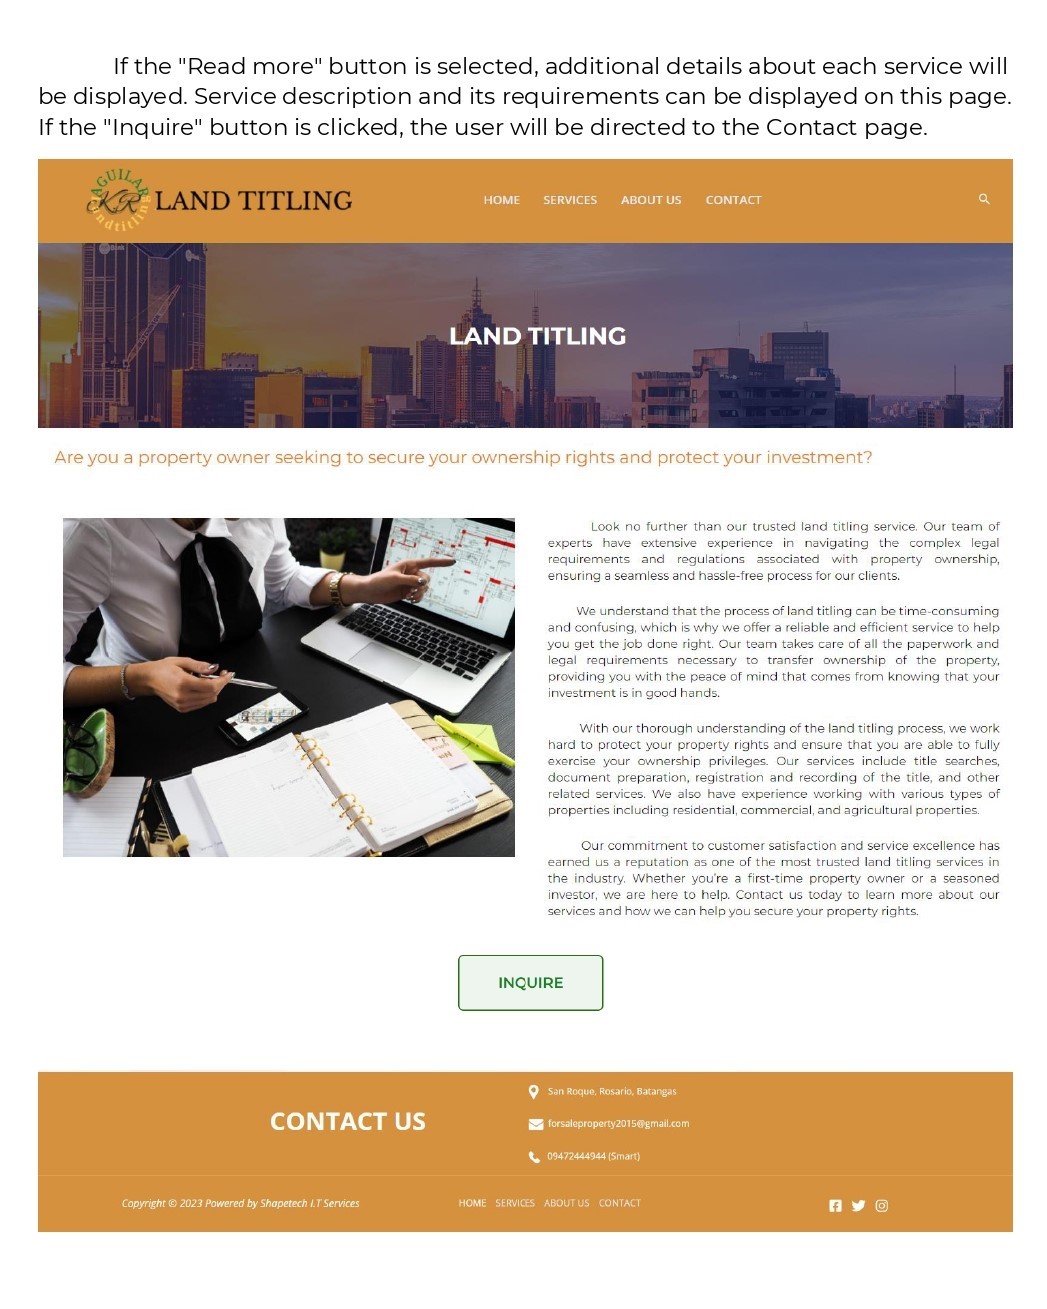 If the "Read more" button is selected, additional details about each service will
be displayed. Service description and its requirements can be displayed on this page.
If the "Inquire" button is clicked, the user will be directed to the Contact page.
AGUILAR
KR
landtitling
LAND TITLING
HOME SERVICES ABOUT US CONTACT
LAND TITLING
Are you a property owner seeking to secure your ownership rights and protect your investment?
Look no further than our trusted land titling service. Our team of
experts have extensive experience in navigating the complex legal
requirements and regulations associated with property ownership,
ensuring a seamless and hassle-free process for our clients.
We understand that the process of land titling can be time-consuming
and confusing, which is why we offer a reliable and efficient service to help
you get the job done right. Our team takes care of all the paperwork and
legal requirements necessary to transfer ownership of the property,
providing you with the peace of mind that comes from knowing that your
investment is in good hands.
With our thorough understanding of the land titling process, we work
hard to protect your property rights and ensure that you are able to fully
exercise your ownership privileges. Our services include title searches,
document preparation, registration and recording of the title, and other
related services. We also have experience working with various types of
properties including residential, commercial, and agricultural properties.
Our commitment to customer satisfaction and service excellence has
earned us a reputation as one of the most trusted land titling services in
the industry. Whether you're a first-time property owner or a seasoned
investor, we are here to help. Contact us today to learn more about our
services and how we can help you secure your property rights.
INQUIRE
CONTACT US
San Roque, Rosario, Batangas
forsaleproperty2015@gmail.com
09472444944 (Smart)
Copyright © 2023 Powered by Shapetech I.T Services
HOME SERVICES ABOUT US CONTACT